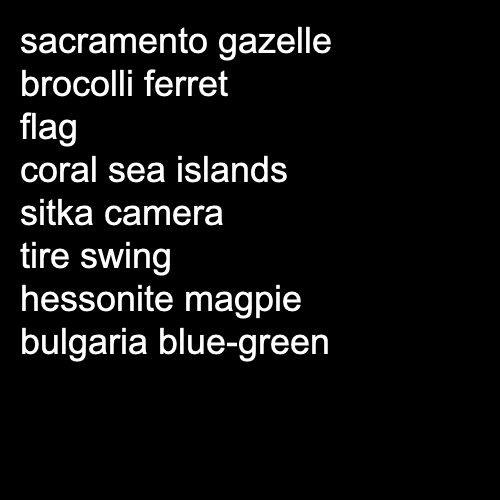 sacramento gazelle
brocolli ferret
flag
coral sea islands
sitka camera
tire swing
hessonite magpie
bulgaria blue-green